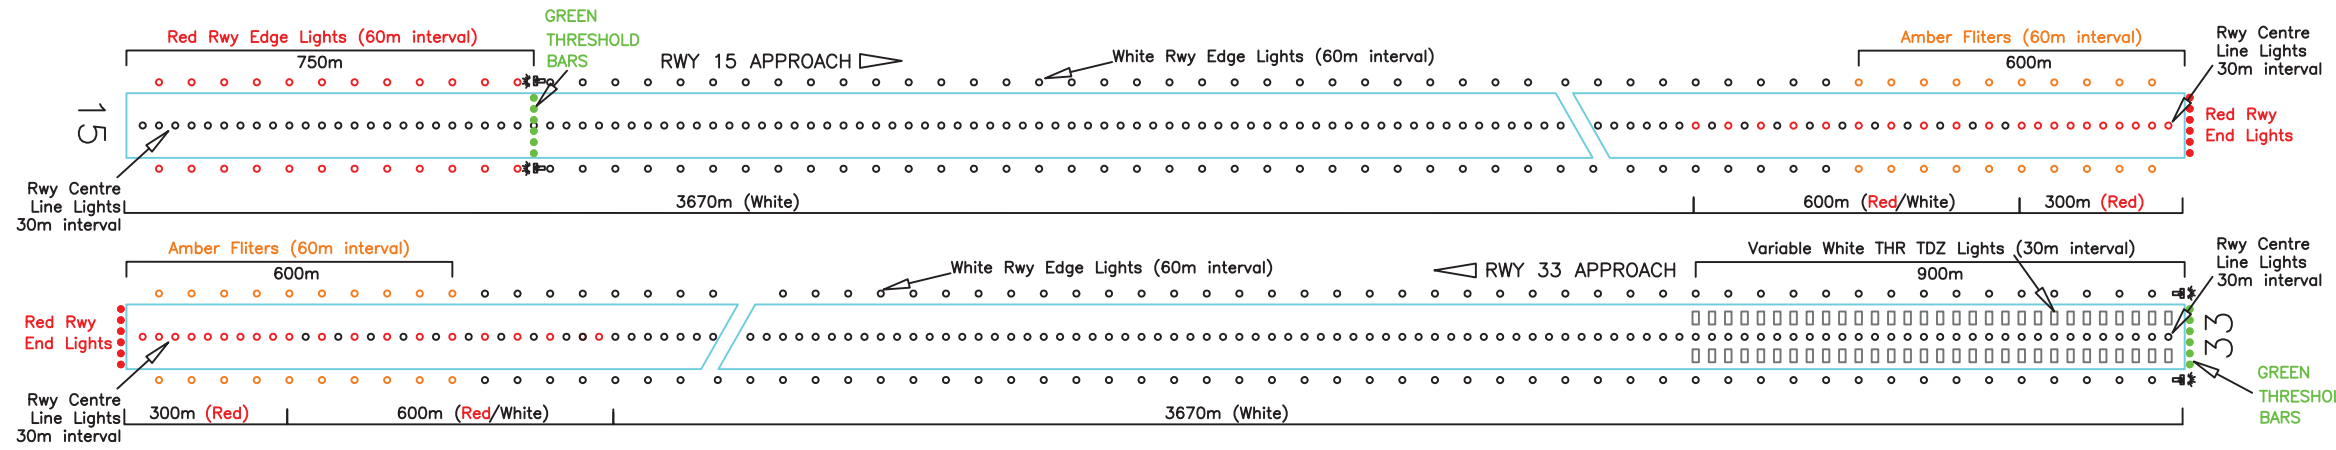 GREEN
THRESHOLD
BARS
Red Rwy Edge Lights (60m interval)
750m
RWY 15 APPROACH
White Rwy Edge Lights (60m interval)
Amber Fliters (60m interval)
600m
Rwy Centre
Line Lights
30m interval
15
Red Rwy
End Lights
Rwy Centre
Line Lights
30m interval
3670m (White)
600m (Red/White)
300m (Red)
Amber Fliters (60m interval)
600m
White Rwy Edge Lights (60m interval)
RWY 33 APPROACH
Variable White THR TDZ Lights (30m interval)
900m
Rwy Centre
Line Lights
30m interval
Red Rwy
End Lights
33
GREEN
THRESHOL
BARS
Rwy Centre
Line Lights
30m interval
300m (Red)
600m (Red/White)
3670m (White)